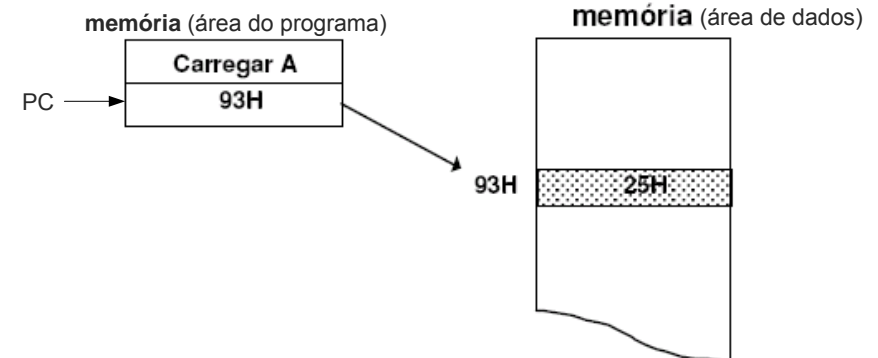 memória (área do programa)
Carregar A
PC
93H
memória (área de dados)
93H
25H